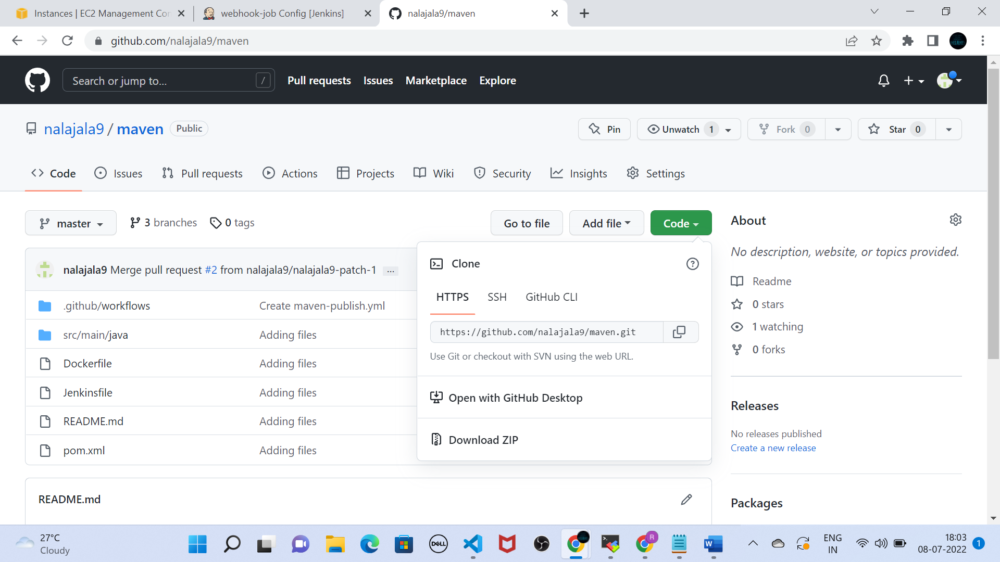 Instances | EC2 Management Con
webhook-job Config [Jenkins]
nalajala9/maven
github.com/nalajala9/maven
Search or jump to...
/
Pull requests
Issues
Marketplace
Explore
nalajala9 / maven
Public
Pin
Unwatch 1
Fork 0
Star 0
Code
Issues
Pull requests
Actions
Projects
Wiki
Security
Insights
Settings
master
3 branches
0 tags
Go to file
Add file
Code
nalajala9 Merge pull request #2 from nalajala9/nalajala9-patch-1 ...
.github/workflows
Create maven-publish.yml
src/main/java
Adding files
Dockerfile
Adding files
Jenkinsfile
Adding files
README.md
Adding files
pom.xml
Adding files
Clone
HTTPS
SSH
GitHub CLI
https://github.com/nalajala9/maven.git
Use Git or checkout with SVN using the web URL.
Open with GitHub Desktop
Download ZIP
About
No description, website, or topics provided.
Readme
0 stars
1 watching
0 forks
Releases
No releases published
Create a new release
Packages
README.md
27°C
Cloudy
DELL
R
W
ENG
IN
18:03
08-07-2022
1